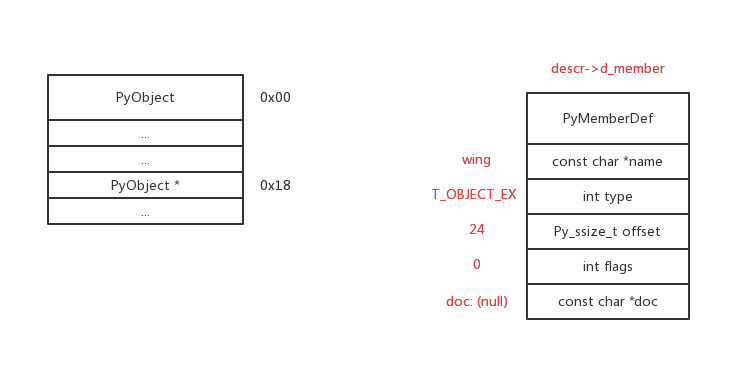 PyObject
0x00
...
...
PyObject *
0x18
...
descr->d_member
PyMemberDef
wing
const char *name
T_OBJECT_EX
int type
24
Py_ssize_t offset
0
int flags
doc: (null)
const char *doc